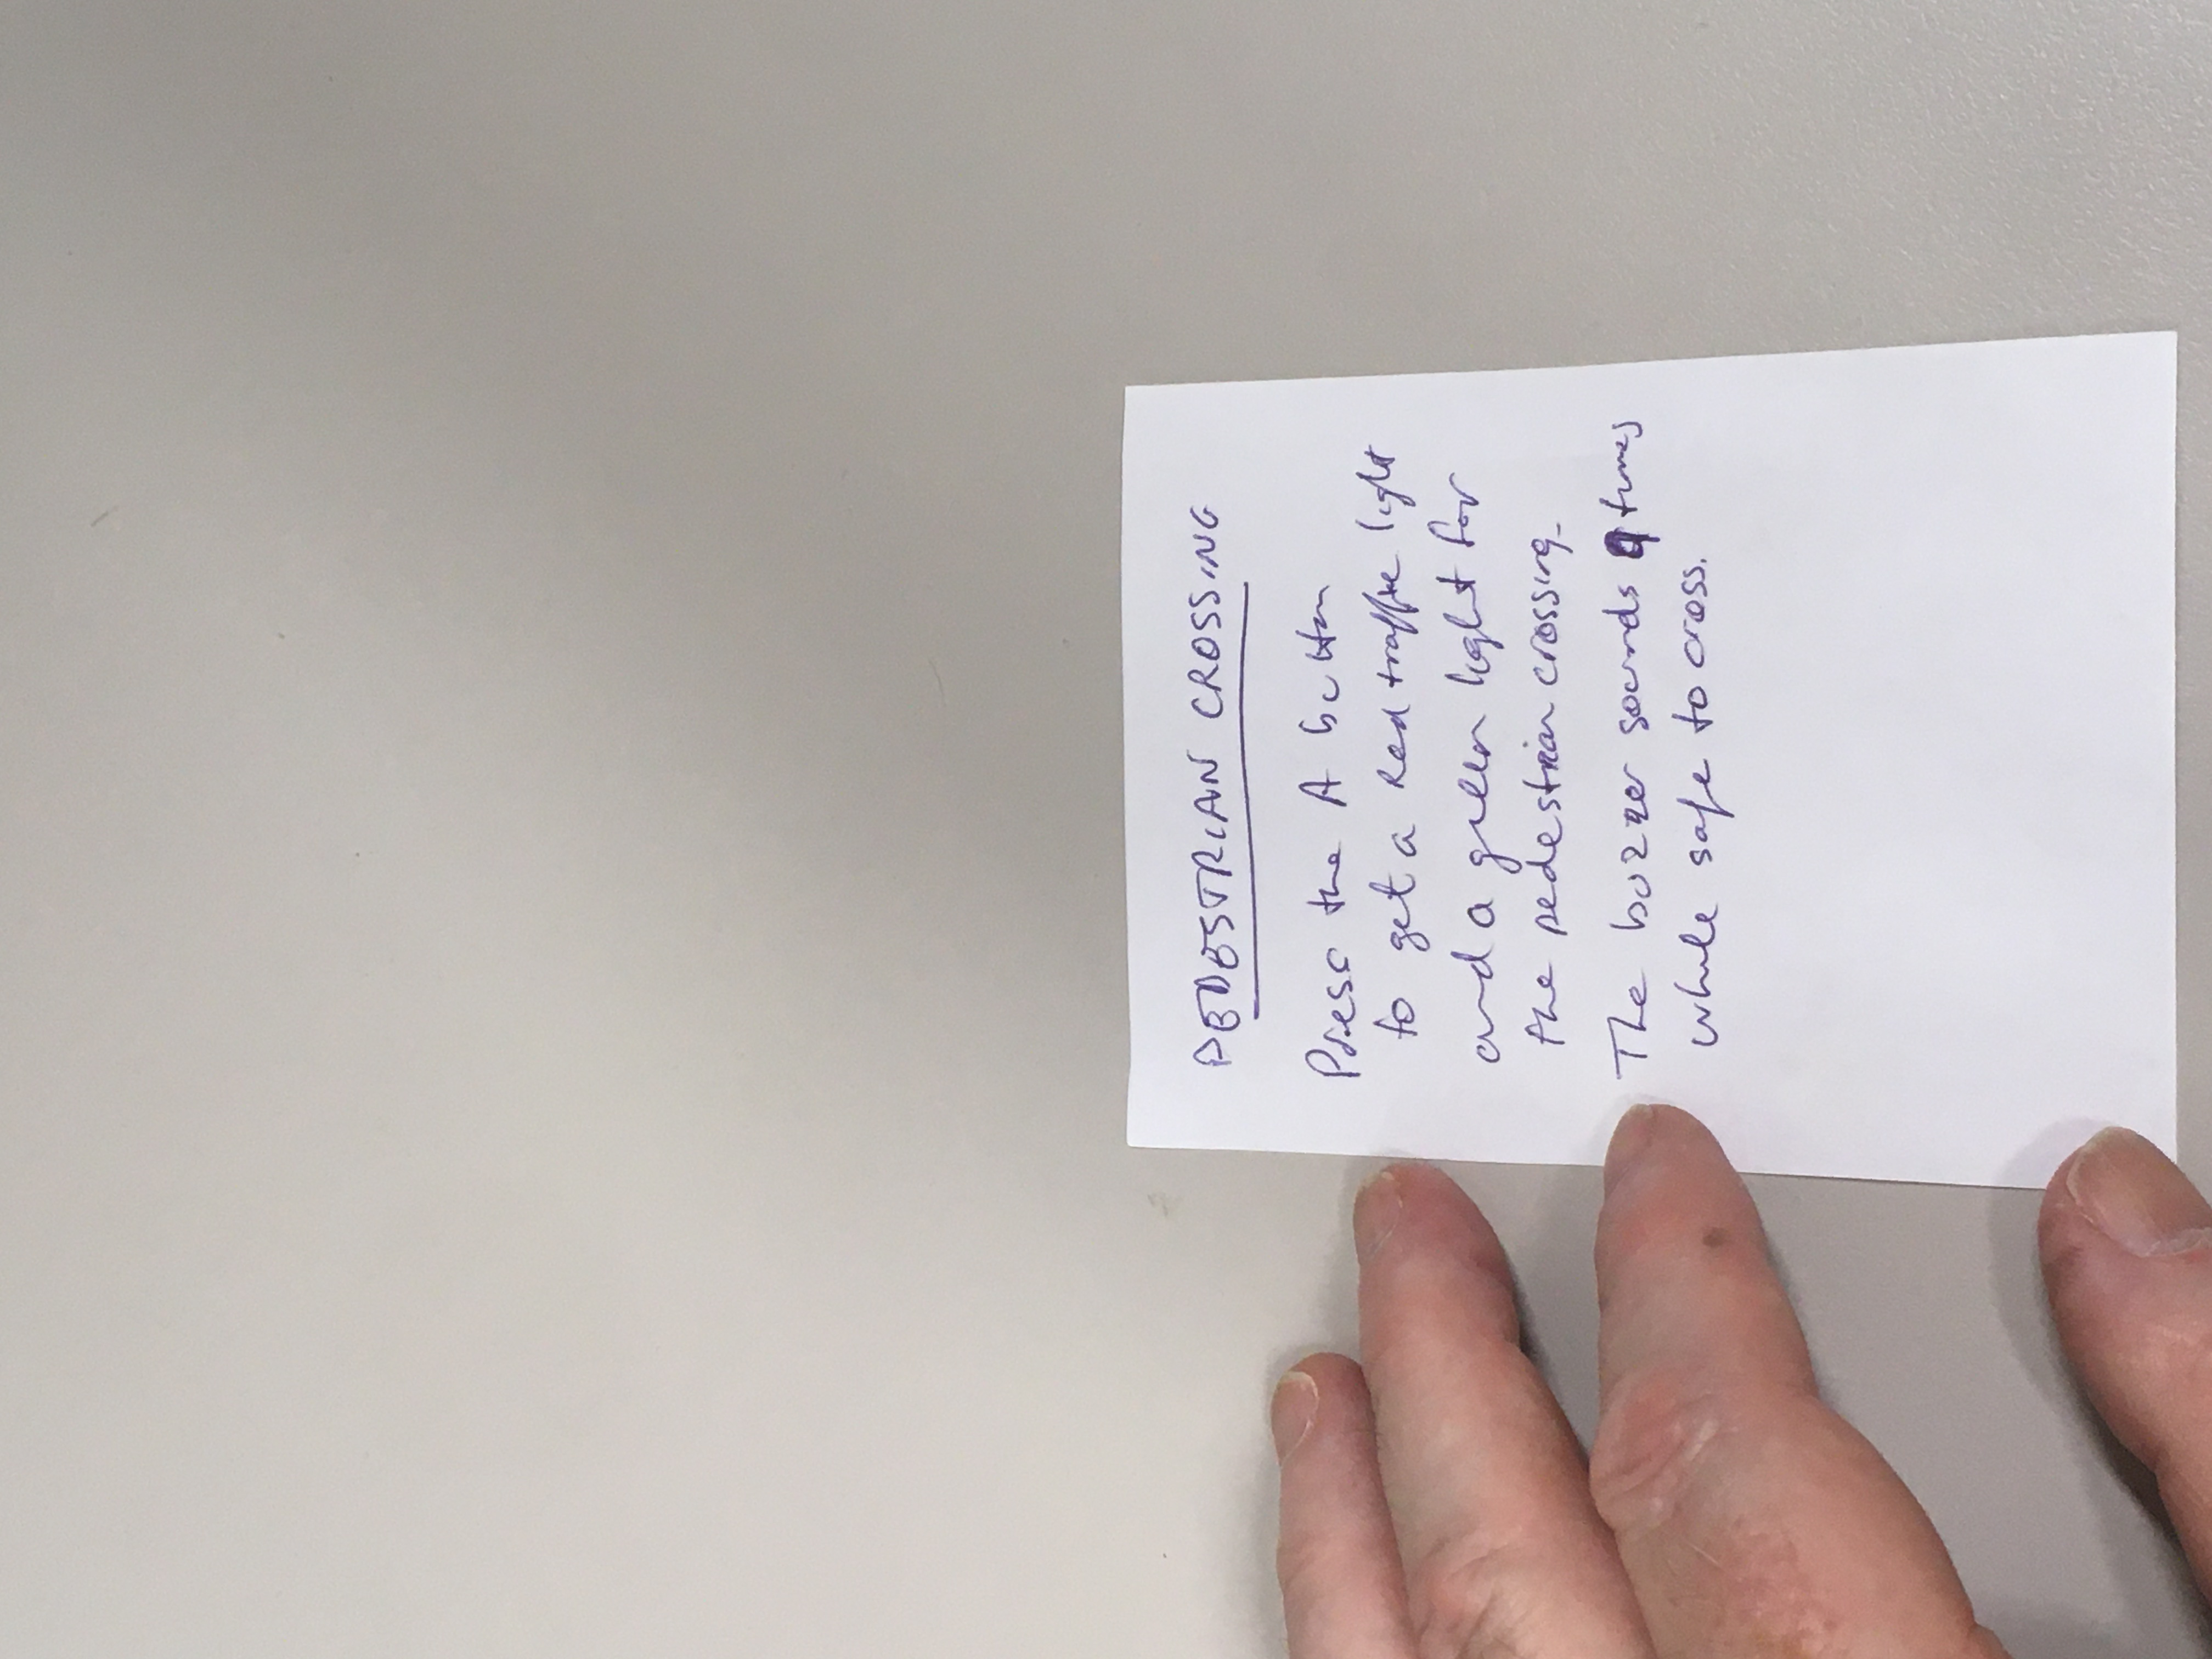 PEDESTRIAN CROSSING
Press the A button
to get a Red traffic light
and a green light for
the pedestrian crossing.
The buzzer sounds 9 times
while safe to cross.